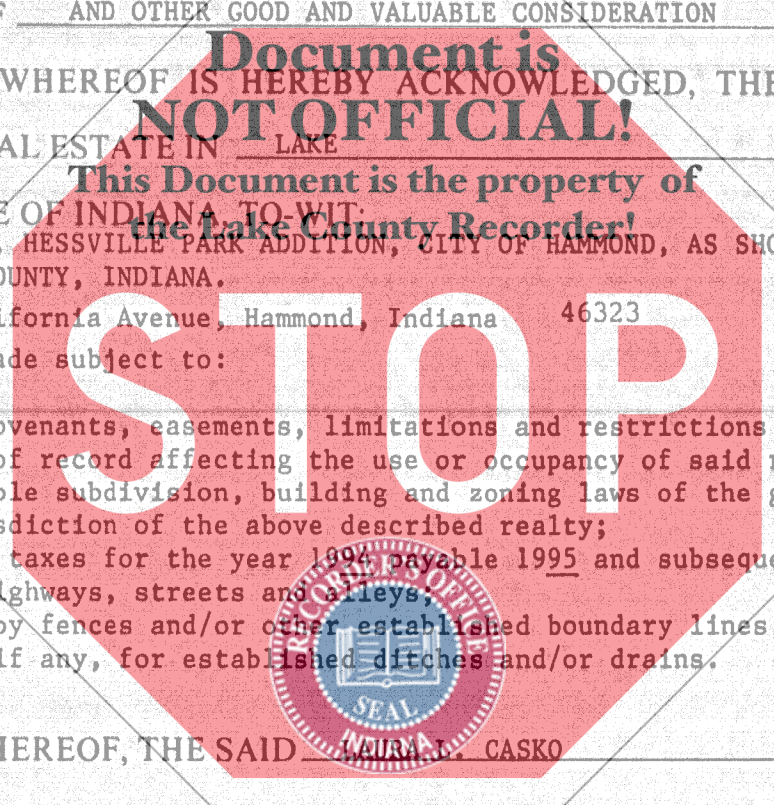 AND OTHER GOOD AND VALUABLE CONSIDERATION
Document is
WHEREOF IS HEREBY ACKNOWLEDGED, THE
NOT OFFICIAL!
AL ESTATE IN LAKE
This Document is the property of
E OF INDIANA, TO-WIT:
the Lake County Recorder!
HESSVILLE PARK ADDITION, CITY OF HAMMOND, AS SHO
OUNTY, INDIANA.
ifornia Avenue, Hammond, Indiana 46323
ade subject to:
STOP
ovenants, easements, limitations and restrictions
of record affecting the use or occupancy of said
ble subdivision, building and zoning laws of the
sdiction of the above described realty;
taxes for the year 1994 payable 1995 and subseque
ighways, streets and alleys;
by fences and/or other established boundary lines
if any, for established ditches and/or drains.
RECORDER'S OFFICE
SEAL
INDIANA
HEREOF, THE SAID LAURA L. CASKO